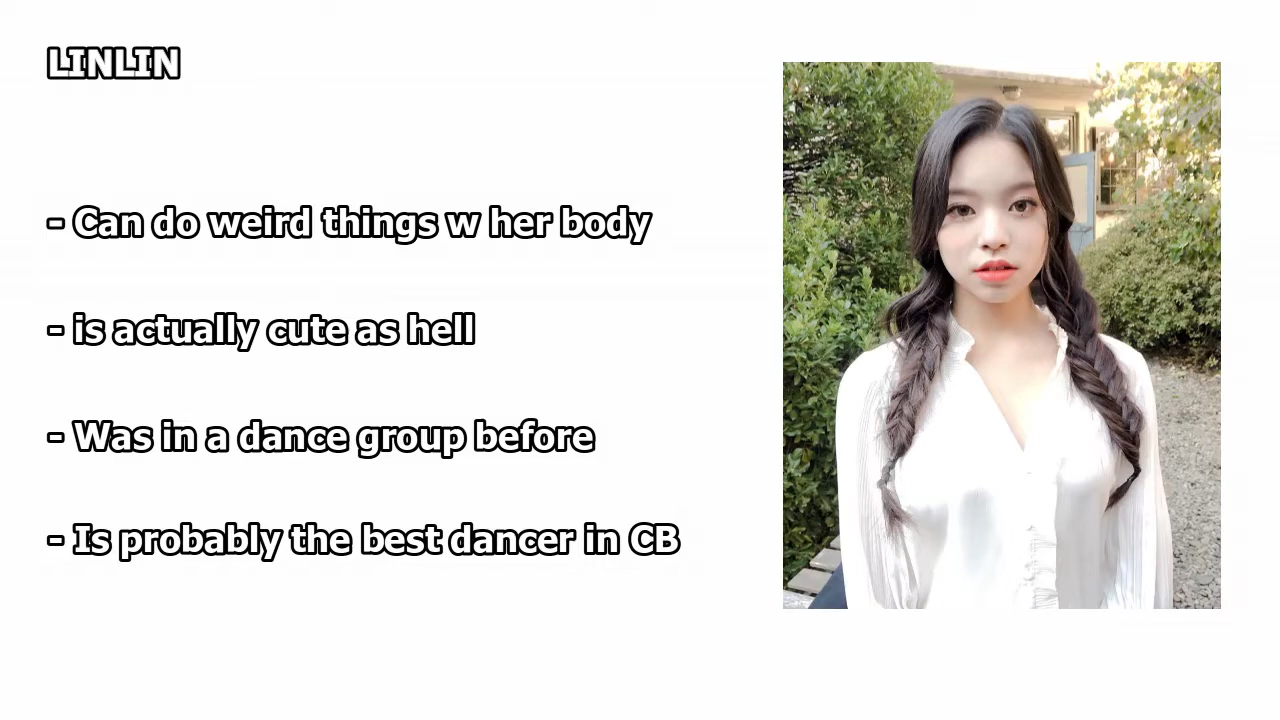 LINLIN
- Can do weird things w her body
- is actually cute as hell
- Was in a dance group before
- Is probably the best dancer in CB